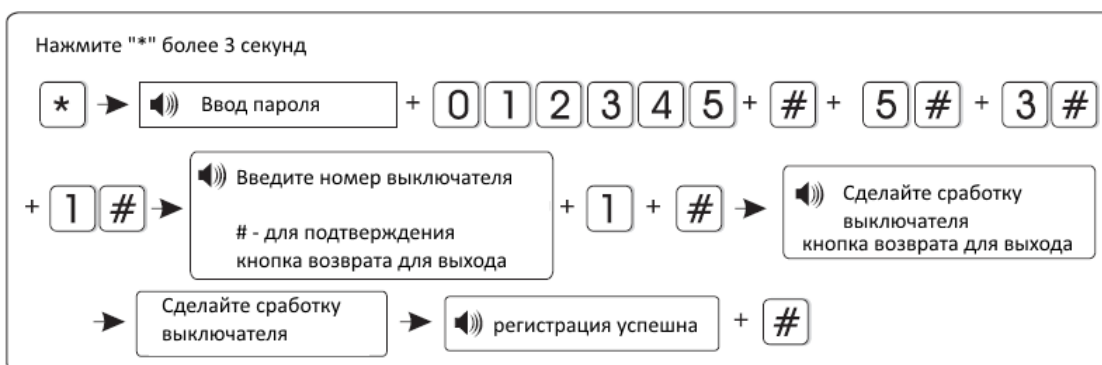 Нажмите "*" более 3 секунд
* Ввод пароля + 0 1 2 3 4 5 + # + 5 # + 3 #
+ 1 # Введите номер выключателя
# - для подтверждения
кнопка возврата для выхода
+ 1 + #
Сделайте сработку
выключателя
кнопка возврата для выхода
Сделайте сработку
выключателя
регистрация успешна + #